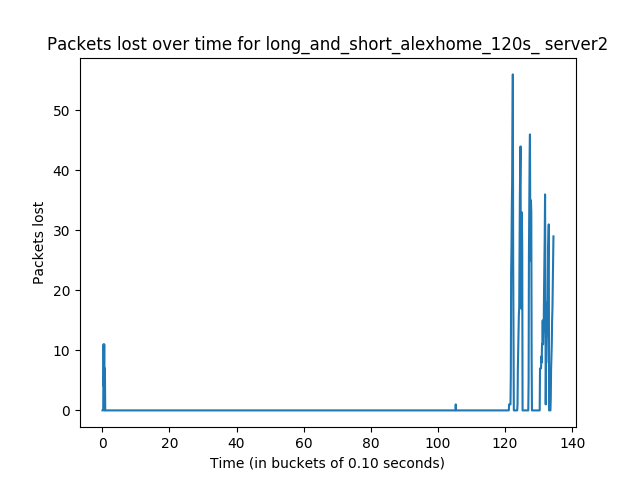 Packets lost over time for long_and_short_alexhome_120s_ server2
50
40
30
20
10
0
Packets lost
0 20 40 60 80 100 120 140
Time (in buckets of 0.10 seconds)